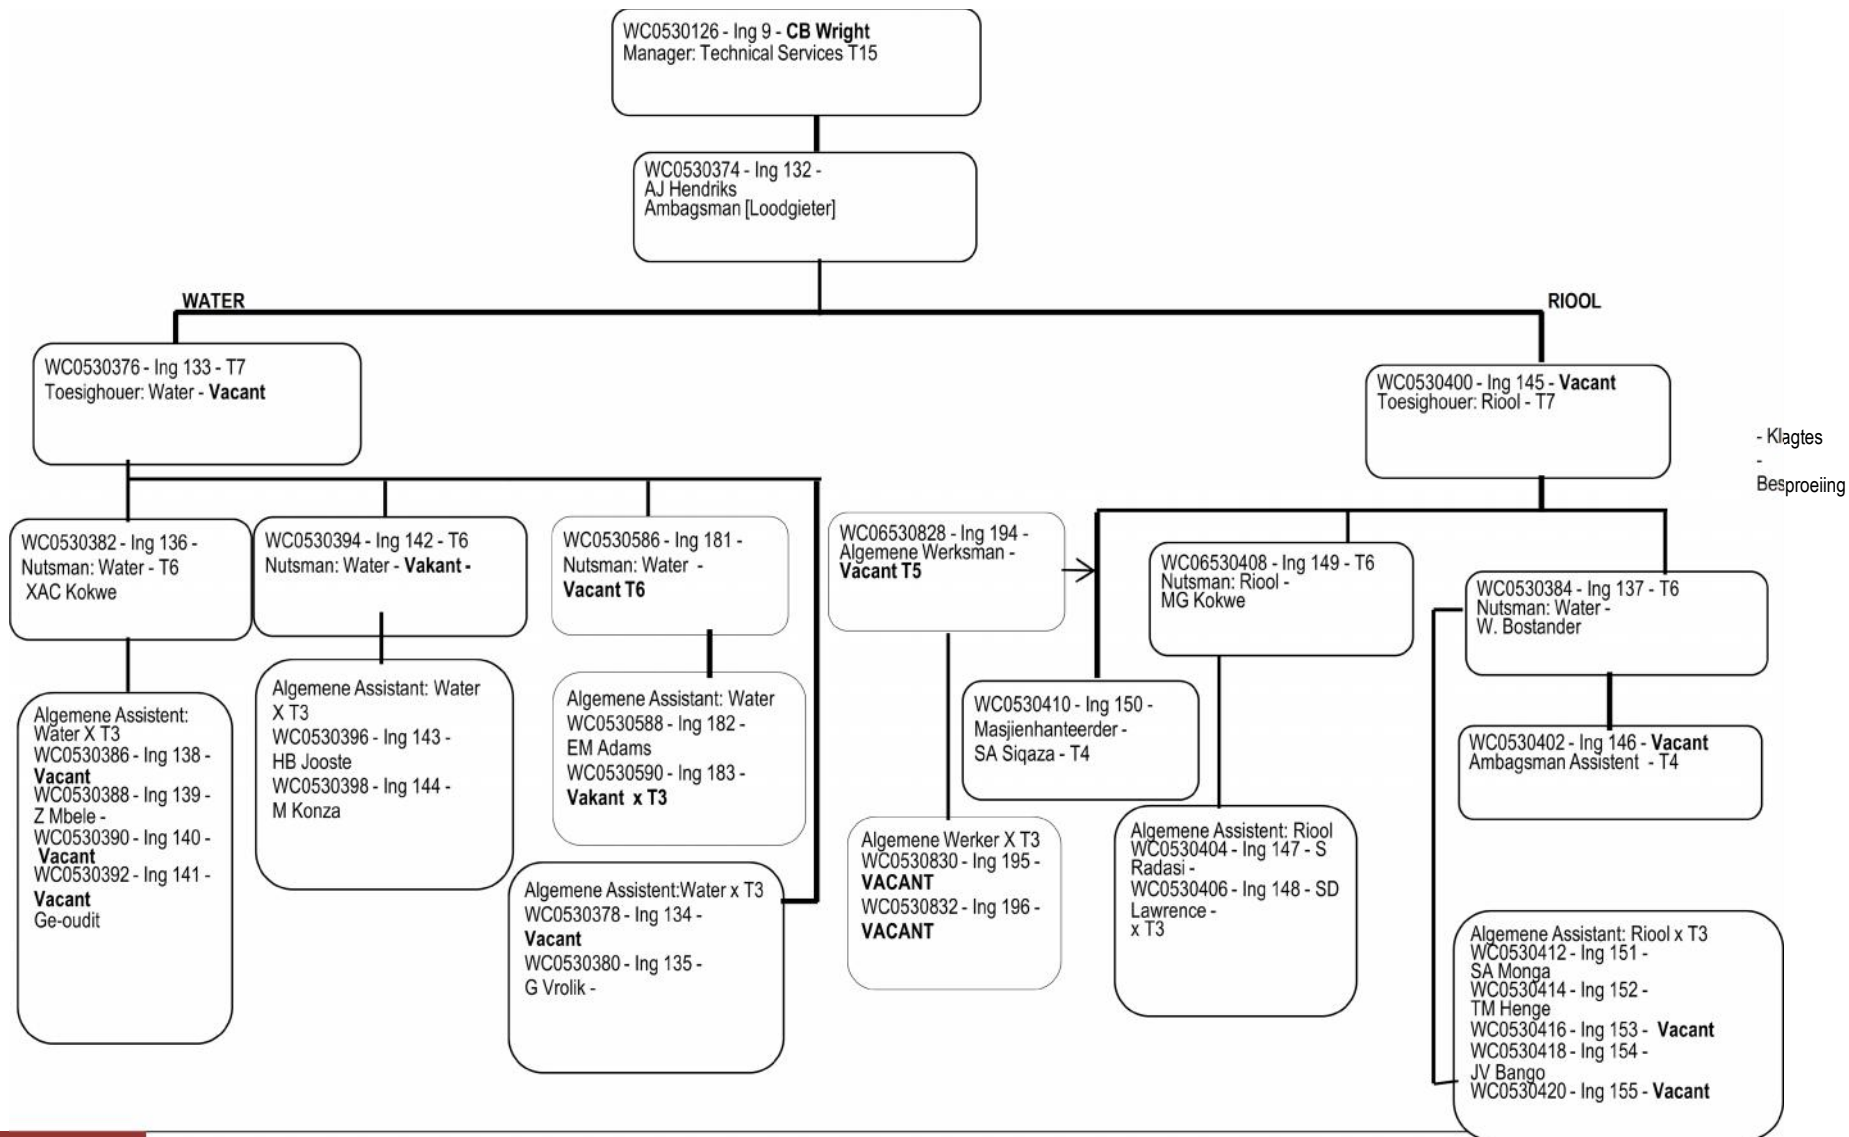 WC0530126 - Ing 9 - CB Wright
Manager: Technical Services T15
WC0530374 - Ing 132 -
AJ Hendriks
Ambagsman [Loodgieter]
WATER
RIOOL
WC0530376 - Ing 133 - T7
Toesighouer: Water - Vacant
WC0530400 - Ing 145 - Vacant
Toesighouer: Riool - T7
- Klagtes
-
Besproeiing
WC0530382 - Ing 136 -
Nutsman: Water - T6
XAC Kokwe
WC0530394 - Ing 142 - T6
Nutsman: Water - Vakant -
WC0530586 - Ing 181 -
Nutsman: Water -
Vacant T6
WC06530828 - Ing 194 -
Algemene Werksman -
Vacant T5
WC06530408 - Ing 149 - T6
Nutsman: Riool -
MG Kokwe
WC0530384 - Ing 137 - T6
Nutsman: Water -
W. Bostander
Algemene Assistent:
Water X T3
WC0530386 - Ing 138 -
Vacant
WC0530388 - Ing 139 -
Z Mbele -
WC0530390 - Ing 140 -
Vacant
WC0530392 - Ing 141 -
Vacant
Ge-oudit
Algemene Assistant: Water
X T3
WC0530396 - Ing 143 -
HB Jooste
WC0530398 - Ing 144 -
M Konza
Algemene Assistant: Water
WC0530588 - Ing 182 -
EM Adams
WC0530590 - Ing 183 -
Vakant x T3
Algemene Assistent:Water x T3
WC0530378 - Ing 134 -
Vacant
WC0530380 - Ing 135 -
G Vrolik -
Algemene Werker X T3
WC0530830 - Ing 195 -
VACANT
WC0530832 - Ing 196 -
VACANT
WC0530410 - Ing 150 -
Masjienhanteerder -
SA Siqaza - T4
Algemene Assistent: Riool
WC0530404 - Ing 147 - S
Radasi -
WC0530406 - Ing 148 - SD
Lawrence -
x T3
WC0530402 - Ing 146 - Vacant
Ambagsman Assistent - T4
Algemene Assistant: Riool x T3
WC0530412 - Ing 151 -
SA Monga
WC0530414 - Ing 152 -
TM Henge
WC0530416 - Ing 153 - Vacant
WC0530418 - Ing 154 -
JV Bango
WC0530420 - Ing 155 - Vacant